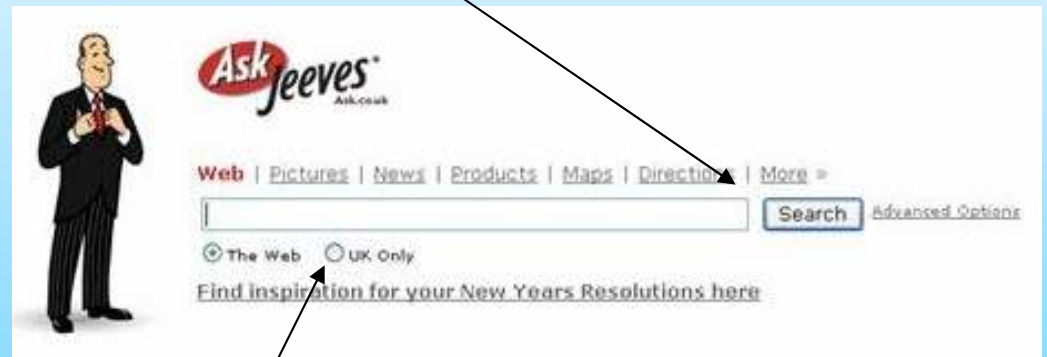 Ask Jeeves
Ask.co.uk
Web | Pictures | News | Products | Maps | Directions | More »
Search Advanced Options
The Web UK Only
Find inspiration for your New Years Resolutions here